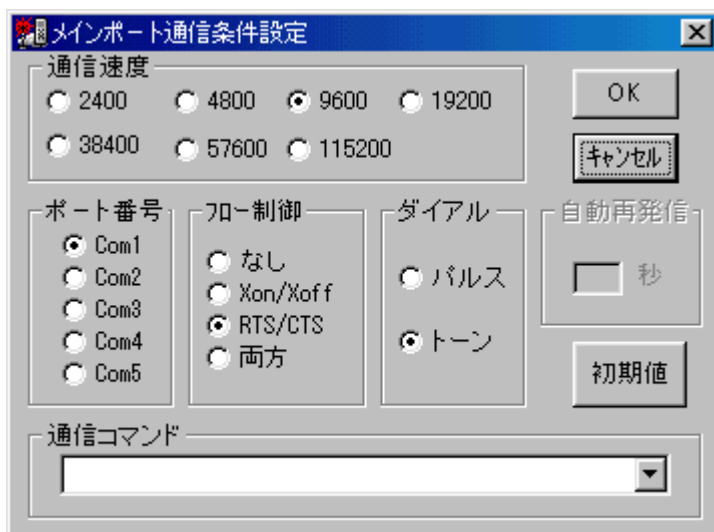 メインポート通信条件設定
通信速度
2400 4800 9600 19200
38400 57600 115200
OK
キャンセル
ポート番号
Com1
Com2
Com3
Com4
Com5
フロー制御
なし
Xon/Xoff
RTS/CTS
両方
ダイアル
パルス
トーン
自動再発信
秒
初期値
通信コマンド